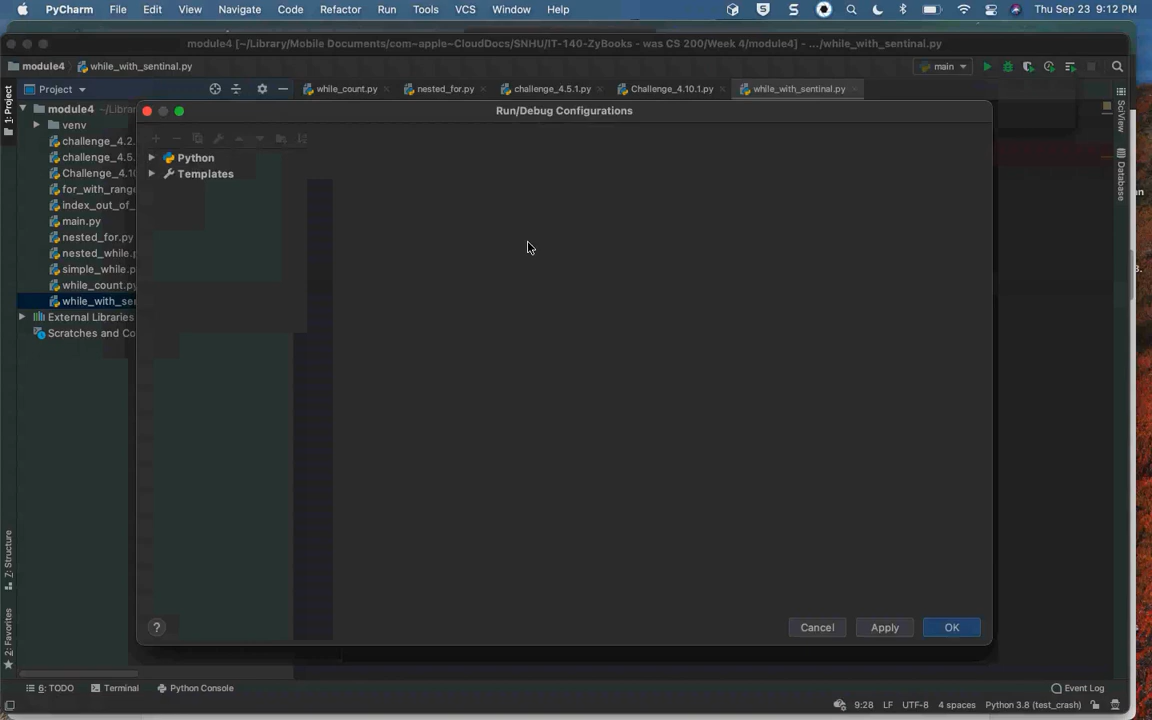 PyCharm File Edit View Navigate Code Refactor Run Tools VCS Window Help Thu Sep 23 9:12 PM
module4 [~/Library/Mobile Documents/com~apple~CloudDocs/SNHU/IT-140-ZyBooks - was CS 200/Week 4/module4] - .../while_with_sentinal.py
module4 while_with_sentinal.py main
1: Project
Project while_count.py nested_for.py challenge_4.5.1.py Challenge_4.10.1.py while_with_sentinal.py
module4 ~/Librar
Run/Debug Configurations
venv
challenge_4.2.
challenge_4.5.
Challenge_4.10
for_with_range
index_out_of_
main.py
nested_for.py
nested_while.p
simple_while.p
while_count.py
while_with_sen
External Libraries
Scratches and Co
Python
Templates
SciView
Database
an
3.
Z: Structure
2: Favorites
?
Cancel Apply OK
6: TODO Terminal Python Console Event Log
9:28 LF UTF-8 4 spaces Python 3.8 (test_crash)